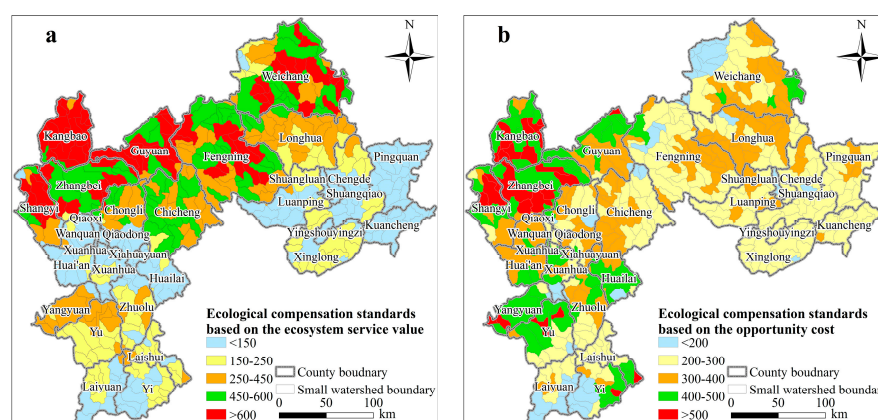 a
N
Weichang
Kangbao
Guyuan
Fengning
Longhua
Pingquan
Zhangbei
Shuangluan
Chengde
Shangyi
Chongli
Chicheng
Luanping
Shuangqiao
Qiaoxi
Kuancheng
Wanquan
Qiaodong
Yingshouyingzi
Xuanhua
Xiahuayuan
Huai'an
Xuanhua
Xinglong
Huailai
Yangyuan
Zhuolu
Yu
Laishui
Laiyuan
Yi
Ecological compensation standards
based on the ecosystem service value
<150
150-250
250-450
450-600
>600
County boudnary
Small watershed boundary
0
50
100
km
b
N
Weichang
Kangbao
Guyuan
Longhua
Fengning
Pingquan
Zhangbei
Shuangluan
Chengde
Shangyi
Chongli
Chicheng
Shuangqiao
Luanping
Qiaoxi
Kuancheng
Wanquan
Qiaodong
Yingshouyingzi
Xuanhua
Xiahuayuan
Huai'an
Xuanhua
Xinglong
Huailai
Yangyuan
Zhuolu
Yu
Laishui
Laiyuan
Yi
Ecological compensation standards
based on the opportunity cost
<200
200-300
300-400
400-500
>500
County boudnary
Small watershed boundary
0
50
100
km